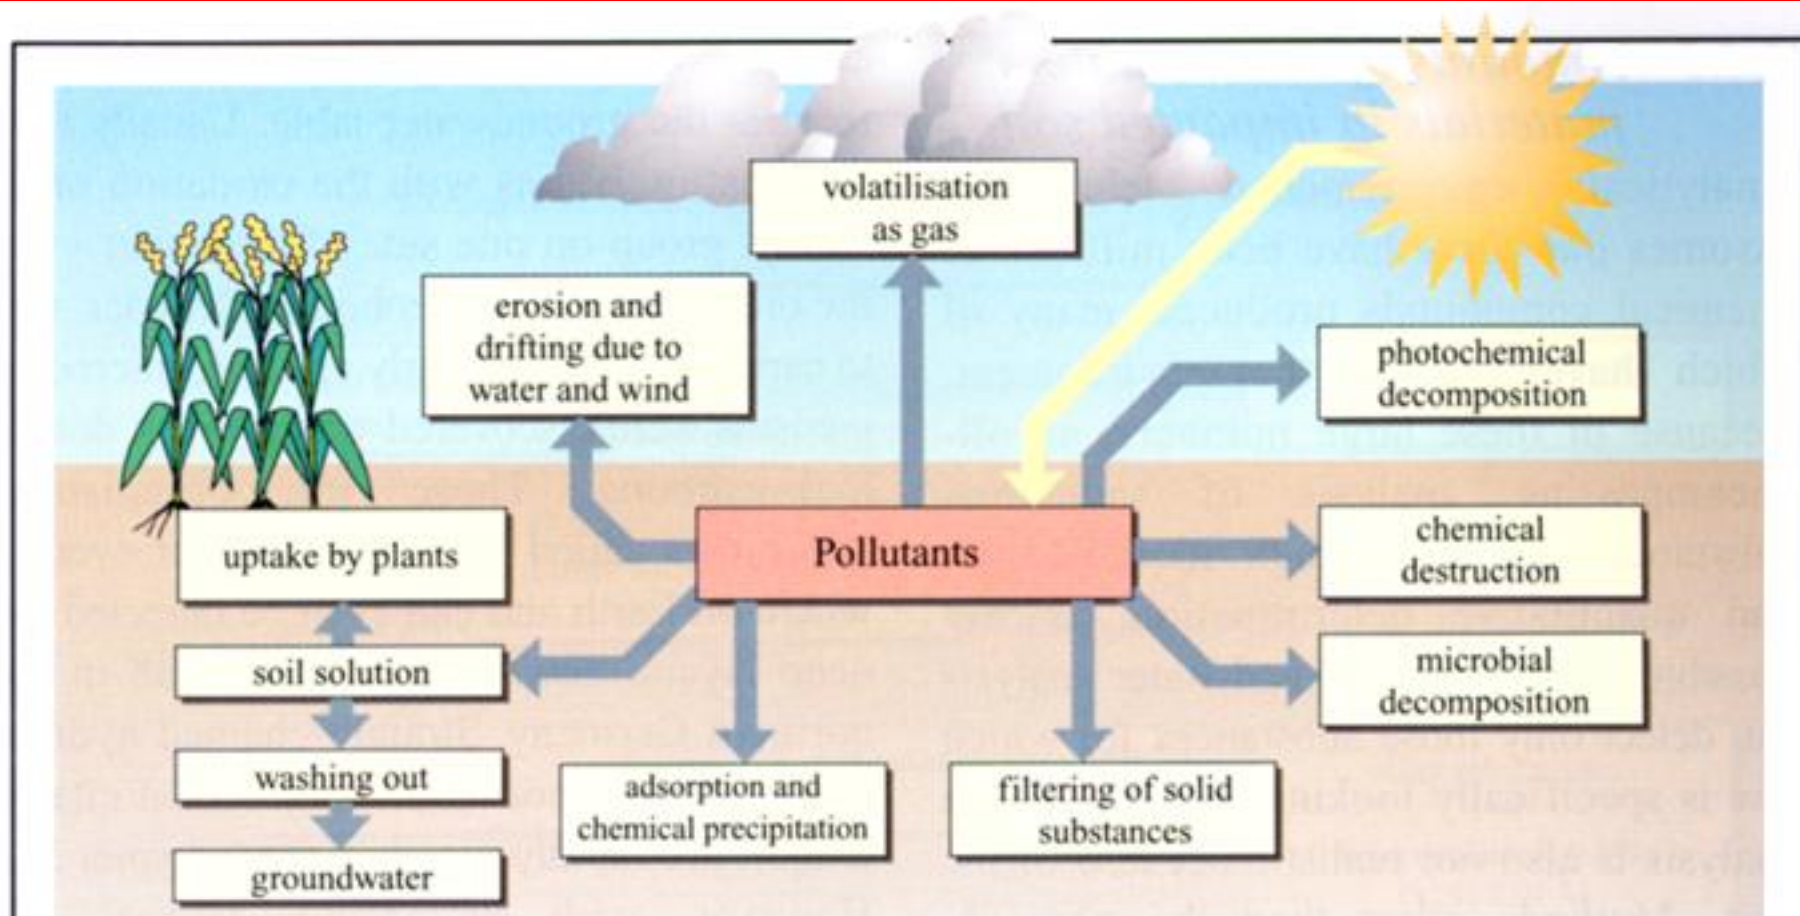 volatilisation
as gas
erosion and
drifting due to
water and wind
photochemical
decomposition
uptake by plants
Pollutants
chemical
destruction
soil solution
microbial
decomposition
washing out
adsorption and
chemical precipitation
filtering of solid
substances
groundwater